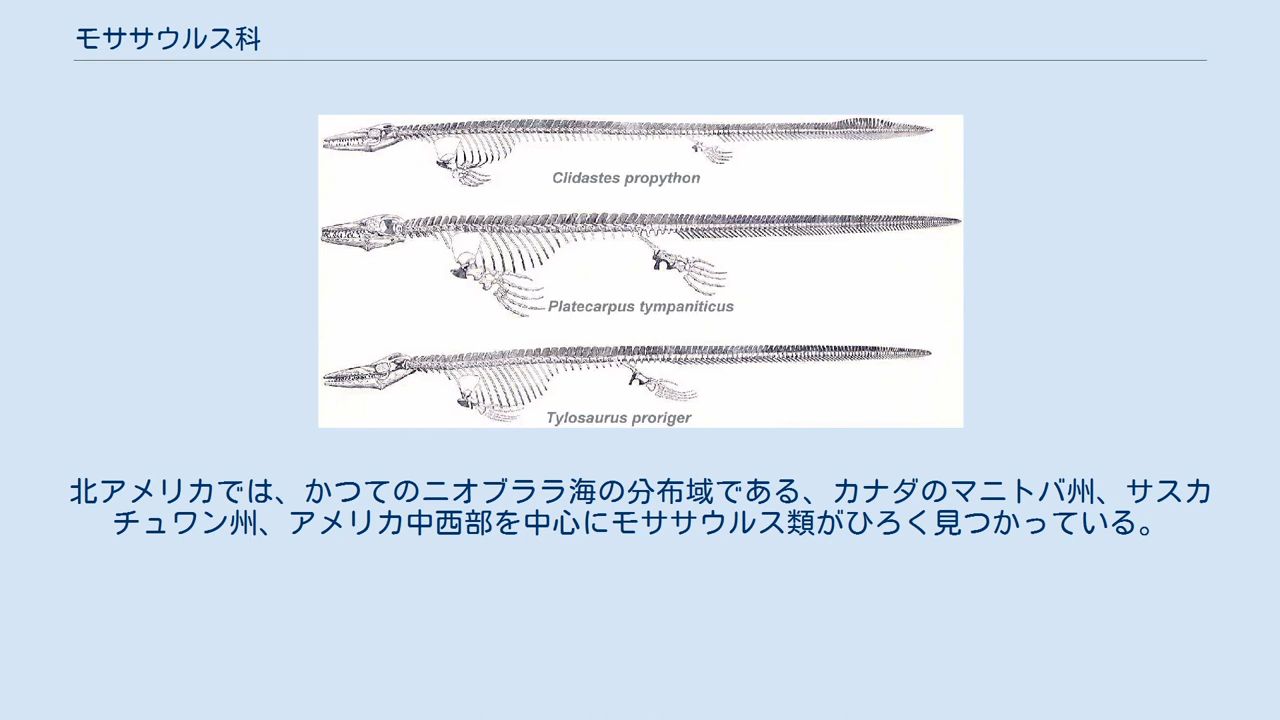 モササウルス科
Clidastes propython
Platecarpus tympaniticus
Tylosaurus proriger
北アメリカでは、かつてのニオブララ海の分布域である、カナダのマニトバ州、サスカ
チュワン州、アメリカ中西部を中心にモササウルス類がひろく見つかっている。